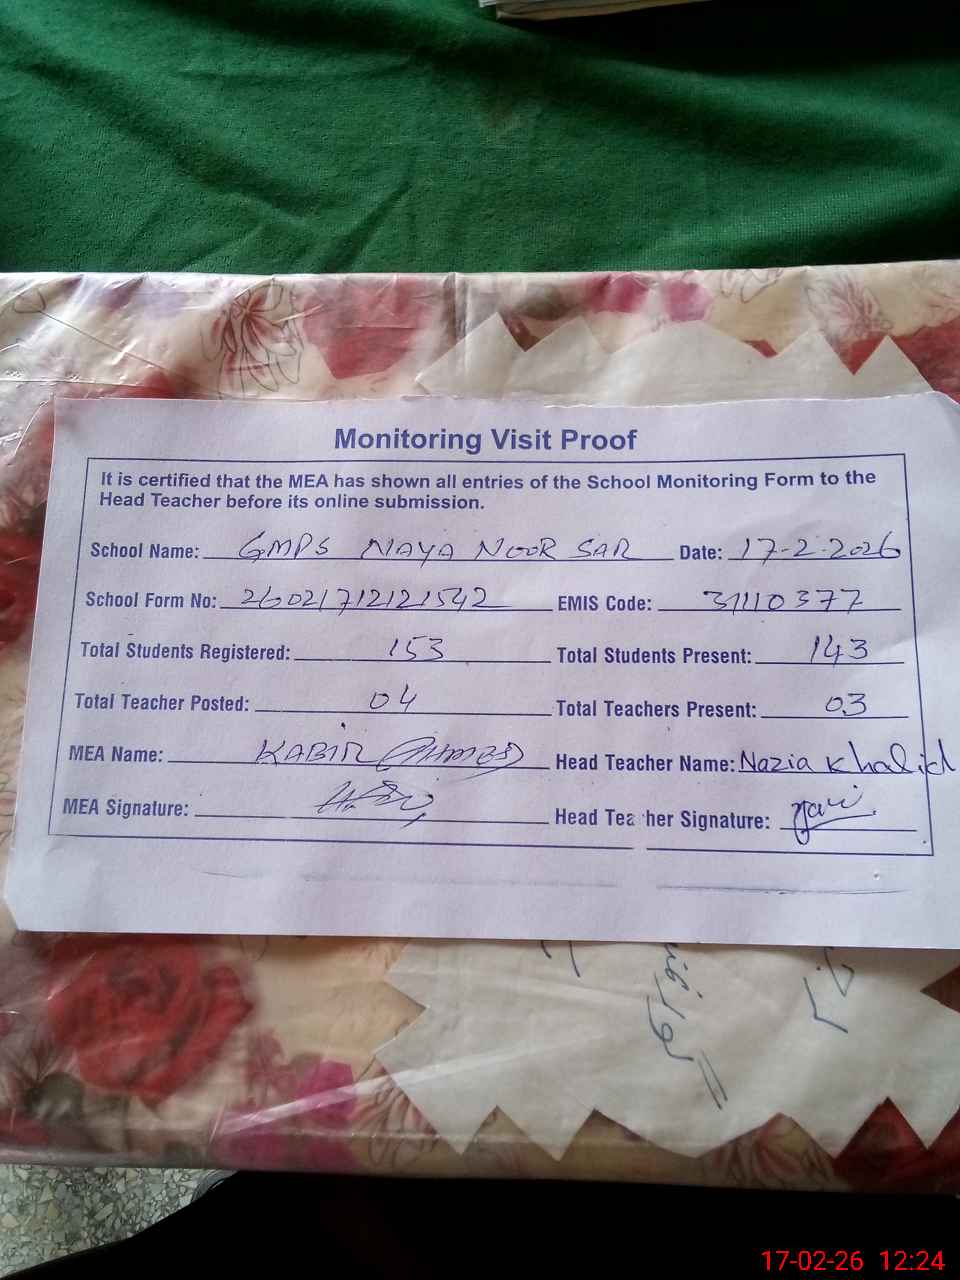 Monitoring Visit Proof
It is certified that the MEA has shown all entries of the School Monitoring Form to the
Head Teacher before its online submission.
School Name: GMPS NAYA NOOR SAR Date: 17-2-2026
School Form No: 26021712121542 EMIS Code: 31110377
Total Students Registered: 153 Total Students Present: 143
Total Teacher Posted: 04 Total Teachers Present: 03
MEA Name: KABIR AHMED Head Teacher Name: Nazia Khalid
MEA Signature: Head Teacher Signature:
17-02-26 12:24